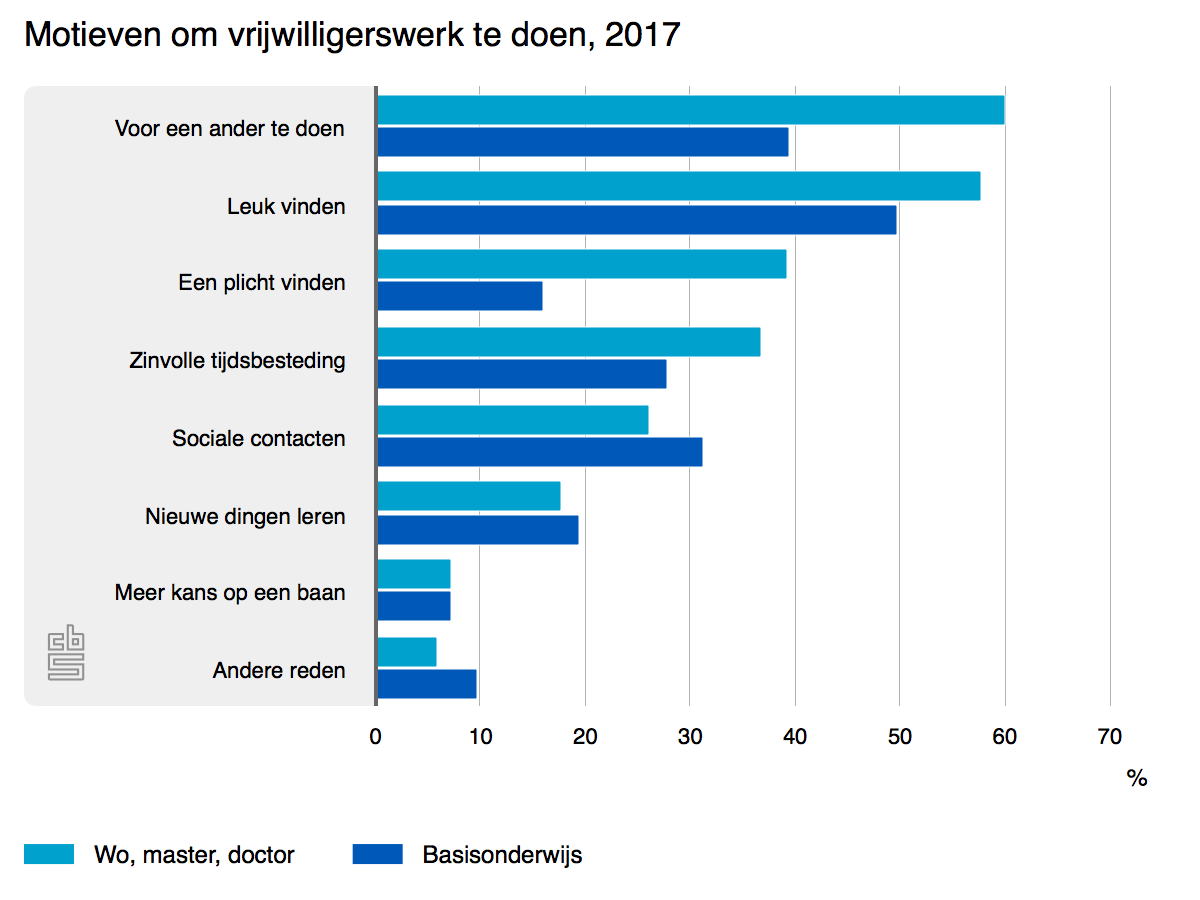 Motieven om vrijwilligerswerk te doen, 2017
Voor een ander te doen
Leuk vinden
Een plicht vinden
Zinvolle tijdsbesteding
Sociale contacten
Nieuwe dingen leren
Meer kans op een baan
Andere reden
cbs
0 10 20 30 40 50 60 70
%
Wo, master, doctor Basisonderwijs